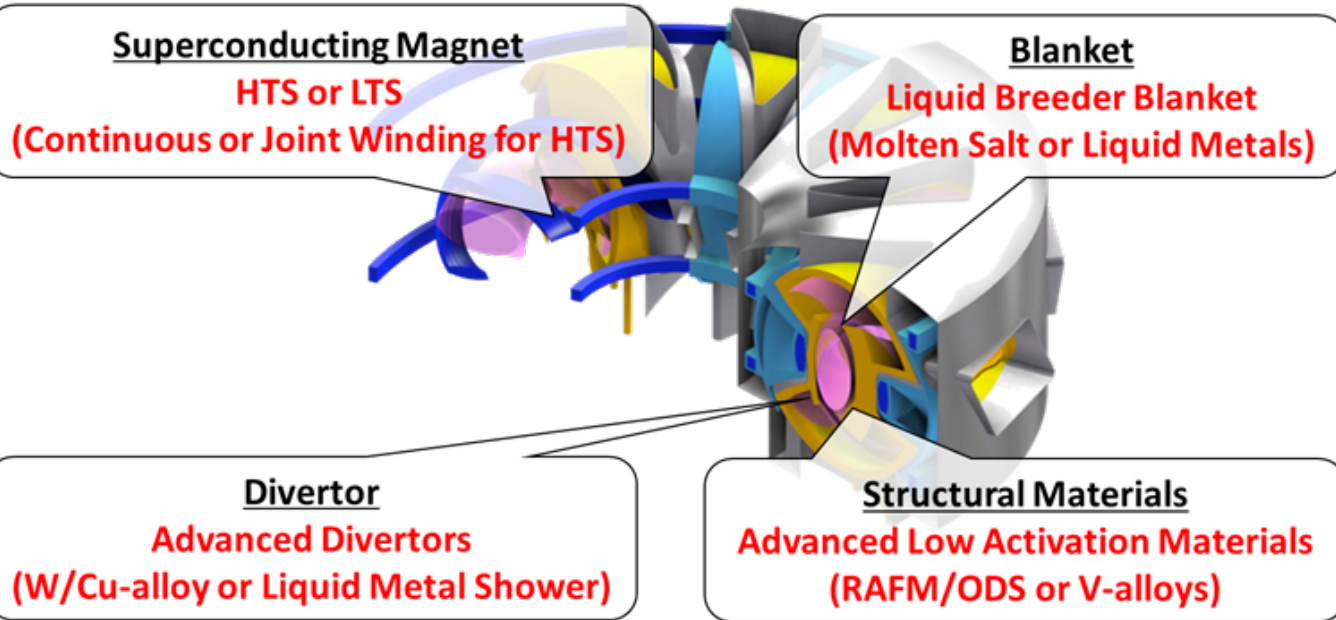 Superconducting Magnet
HTS or LTS
(Continuous or Joint Winding for HTS)
Blanket
Liquid Breeder Blanket
(Molten Salt or Liquid Metals)
Divertor
Advanced Divertors
(W/Cu-alloy or Liquid Metal Shower)
Structural Materials
Advanced Low Activation Materials
(RAFM/ODS or V-alloys)